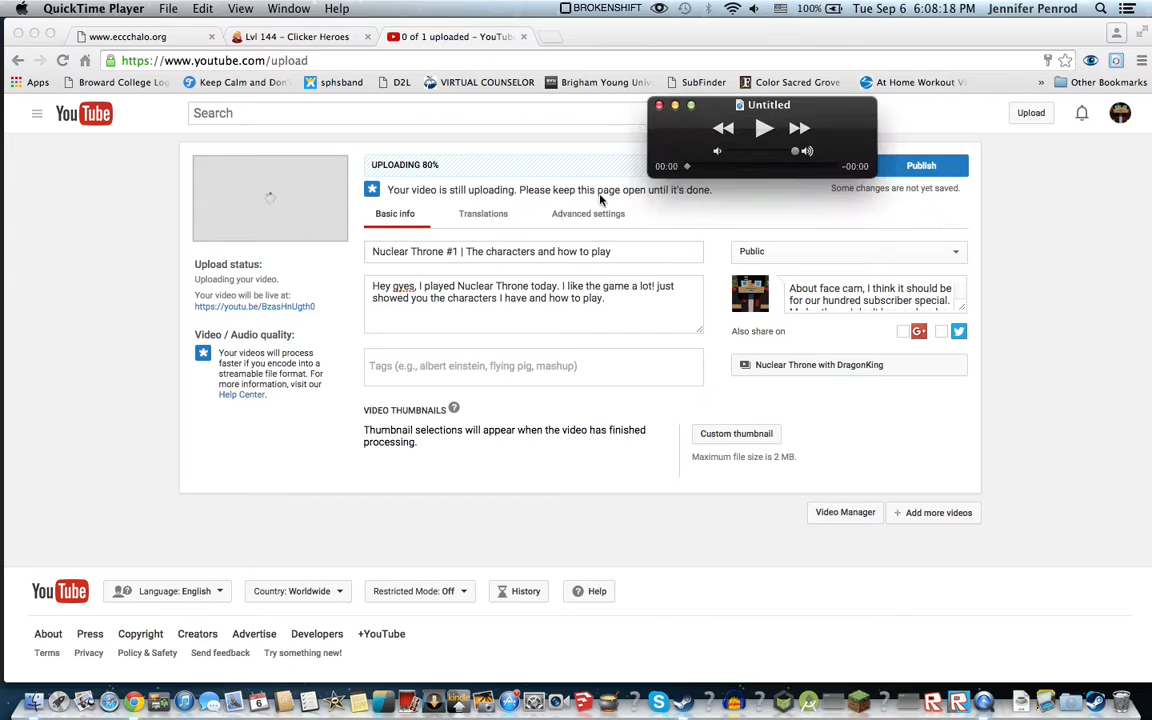 QuickTime Player File Edit View Window Help BROKENSHIFT 100% Tue Sep 6 6:08:18 PM Jennifer Penrod
www.eccchalo.org Lvl 144 – Clicker Heroes 0 of 1 uploaded – YouTub
https://www.youtube.com/upload
Apps Broward College Log Keep Calm and Don' sphsband D2L VIRTUAL COUNSELOR Brigham Young Univ SubFinder Color Sacred Grove At Home Workout V » Other Bookmarks
YouTube Search Upload
Untitled
00:00 -00:00
UPLOADING 80% Publish
Your video is still uploading. Please keep this page open until it's done. Some changes are not yet saved.
Basic info Translations Advanced settings
Nuclear Throne #1 | The characters and how to play Public
Hey gyes, I played Nuclear Throne today. I like the game a lot! just
showed you the characters I have and how to play.
About face cam, I think it should be
for our hundred subscriber special.
Also share on
Upload status:
Uploading your video.
Your video will be live at:
https://youtu.be/BzasHnUgth0
Video / Audio quality:
Your videos will process
faster if you encode into a
streamable file format. For
more information, visit our
Help Center.
Tags (e.g., albert einstein, flying pig, mashup) Nuclear Throne with DragonKing
VIDEO THUMBNAILS ?
Thumbnail selections will appear when the video has finished
processing.
Custom thumbnail
Maximum file size is 2 MB.
Video Manager + Add more videos
YouTube Language: English Country: Worldwide Restricted Mode: Off History Help
About Press Copyright Creators Advertise Developers +YouTube
Terms Privacy Policy & Safety Send feedback Try something new!